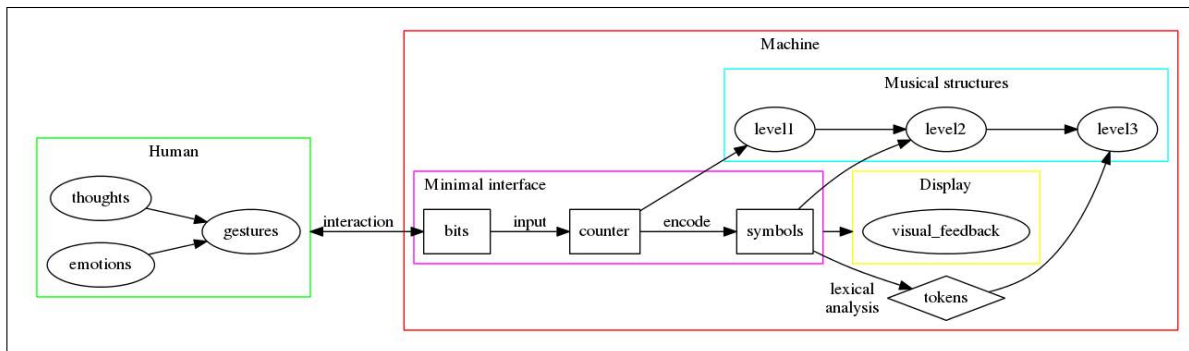 Machine
Musical structures
level1
level2
level3
Human
thoughts
emotions
gestures
interaction
Minimal interface
bits
input
counter
encode
symbols
Display
visual_feedback
lexical
analysis
tokens